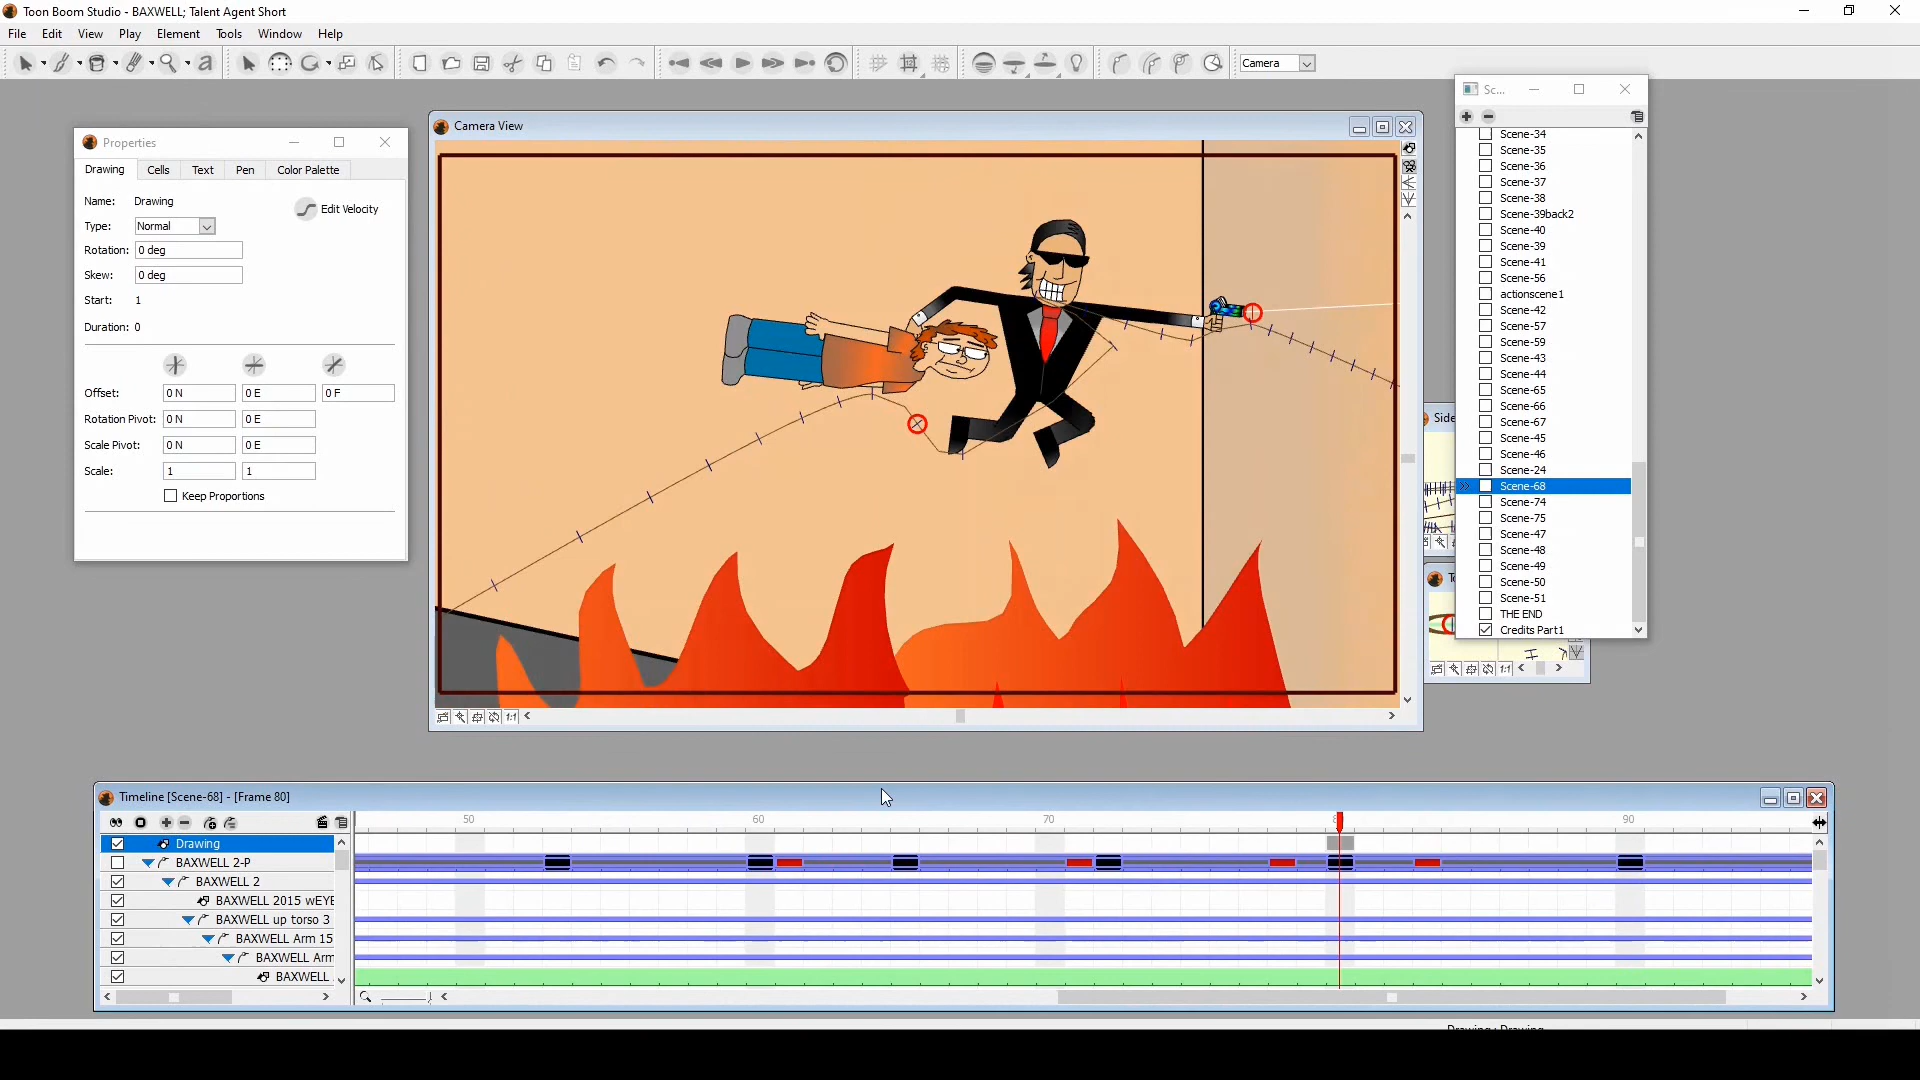 Toon Boom Studio - BAXWELL; Talent Agent Short
File Edit View Play Element Tools Window Help
Camera
Properties
Drawing Cells Text Pen Color Palette
Name: Drawing
Edit Velocity
Type: Normal
Rotation: 0 deg
Skew: 0 deg
Start: 1
Duration: 0
Offset: 0 N 0 E 0 F
Rotation Pivot: 0 N 0 E
Scale Pivot: 0 N 0 E
Scale: 1 1
Keep Proportions
Camera View
1:1
Sc...
Scene-34
Scene-35
Scene-36
Scene-37
Scene-38
Scene-39back2
Scene-40
Scene-39
Scene-41
Scene-56
actionscene1
Scene-42
Scene-57
Scene-59
Scene-43
Scene-44
Scene-65
Scene-66
Scene-67
Scene-45
Scene-46
Scene-24
Scene-68
Scene-74
Scene-75
Scene-47
Scene-48
Scene-49
Scene-50
Scene-51
THE END
Credits Part1
Side
1:1
Timeline [Scene-68] - [Frame 80]
50 60 70 90
Drawing
BAXWELL 2-P
BAXWELL 2
BAXWELL 2015 wEYE
BAXWELL up torso 3
BAXWELL Arm 15
BAXWELL Arm
BAXWELL